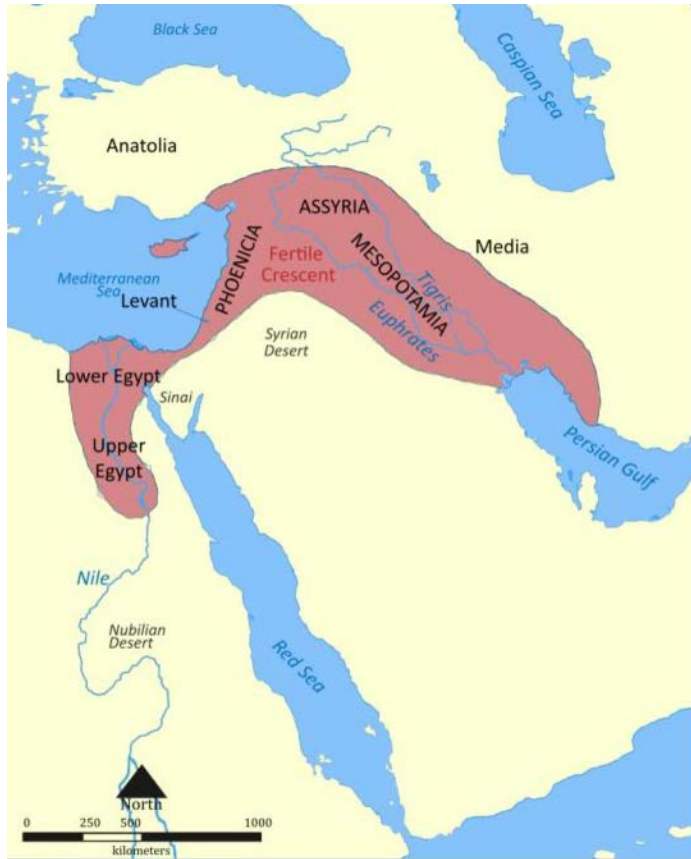 Black Sea
Caspian Sea
Anatolia
ASSYRIA
PHOENICIA
Fertile
Crescent
MESOPOTAMIA
Tigris
Euphrates
Media
Mediterranean
Sea
Levant
Syrian
Desert
Lower Egypt
Sinai
Upper
Egypt
Persian Gulf
Nile
Nubilian
Desert
Red Sea
North
0 250 500 1000
kilometers